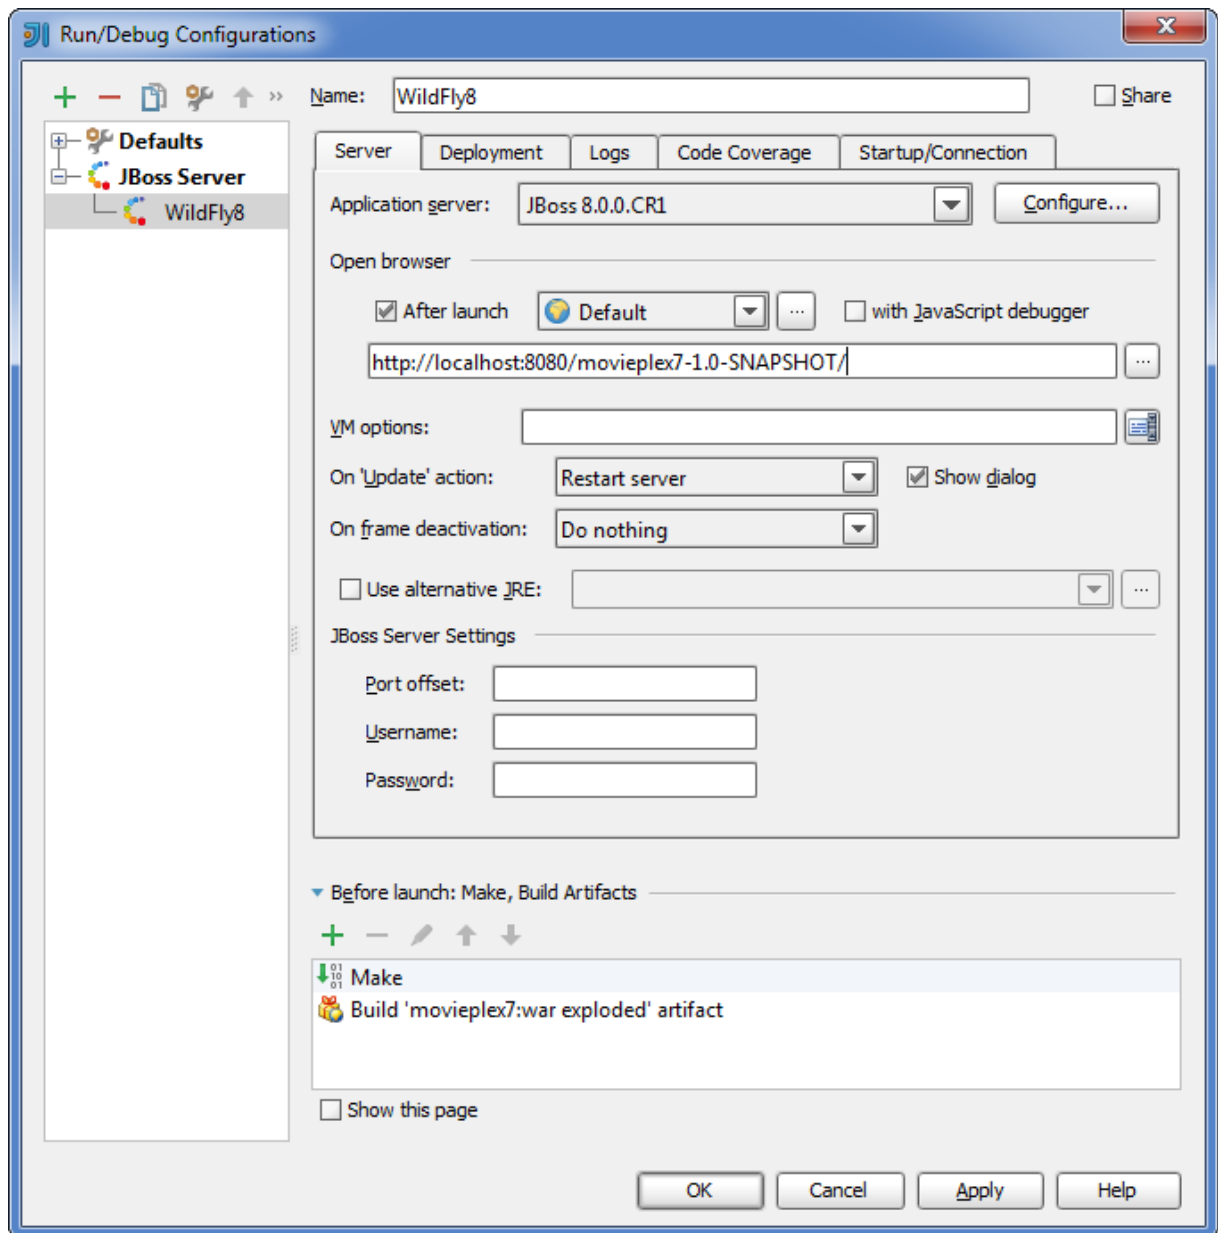 Run/Debug Configurations
Name: WildFly8 Share
Defaults
JBoss Server
WildFly8
Server Deployment Logs Code Coverage Startup/Connection
Application server: JBoss 8.0.0.CR1 Configure...
Open browser
After launch Default ... with JavaScript debugger
http://localhost:8080/movieplex7-1.0-SNAPSHOT/ ...
VM options:
On 'Update' action: Restart server Show dialog
On frame deactivation: Do nothing
Use alternative JRE: ...
JBoss Server Settings
Port offset:
Username:
Password:
Before launch: Make, Build Artifacts
Make
Build 'movieplex7:war exploded' artifact
Show this page
OK Cancel Apply Help